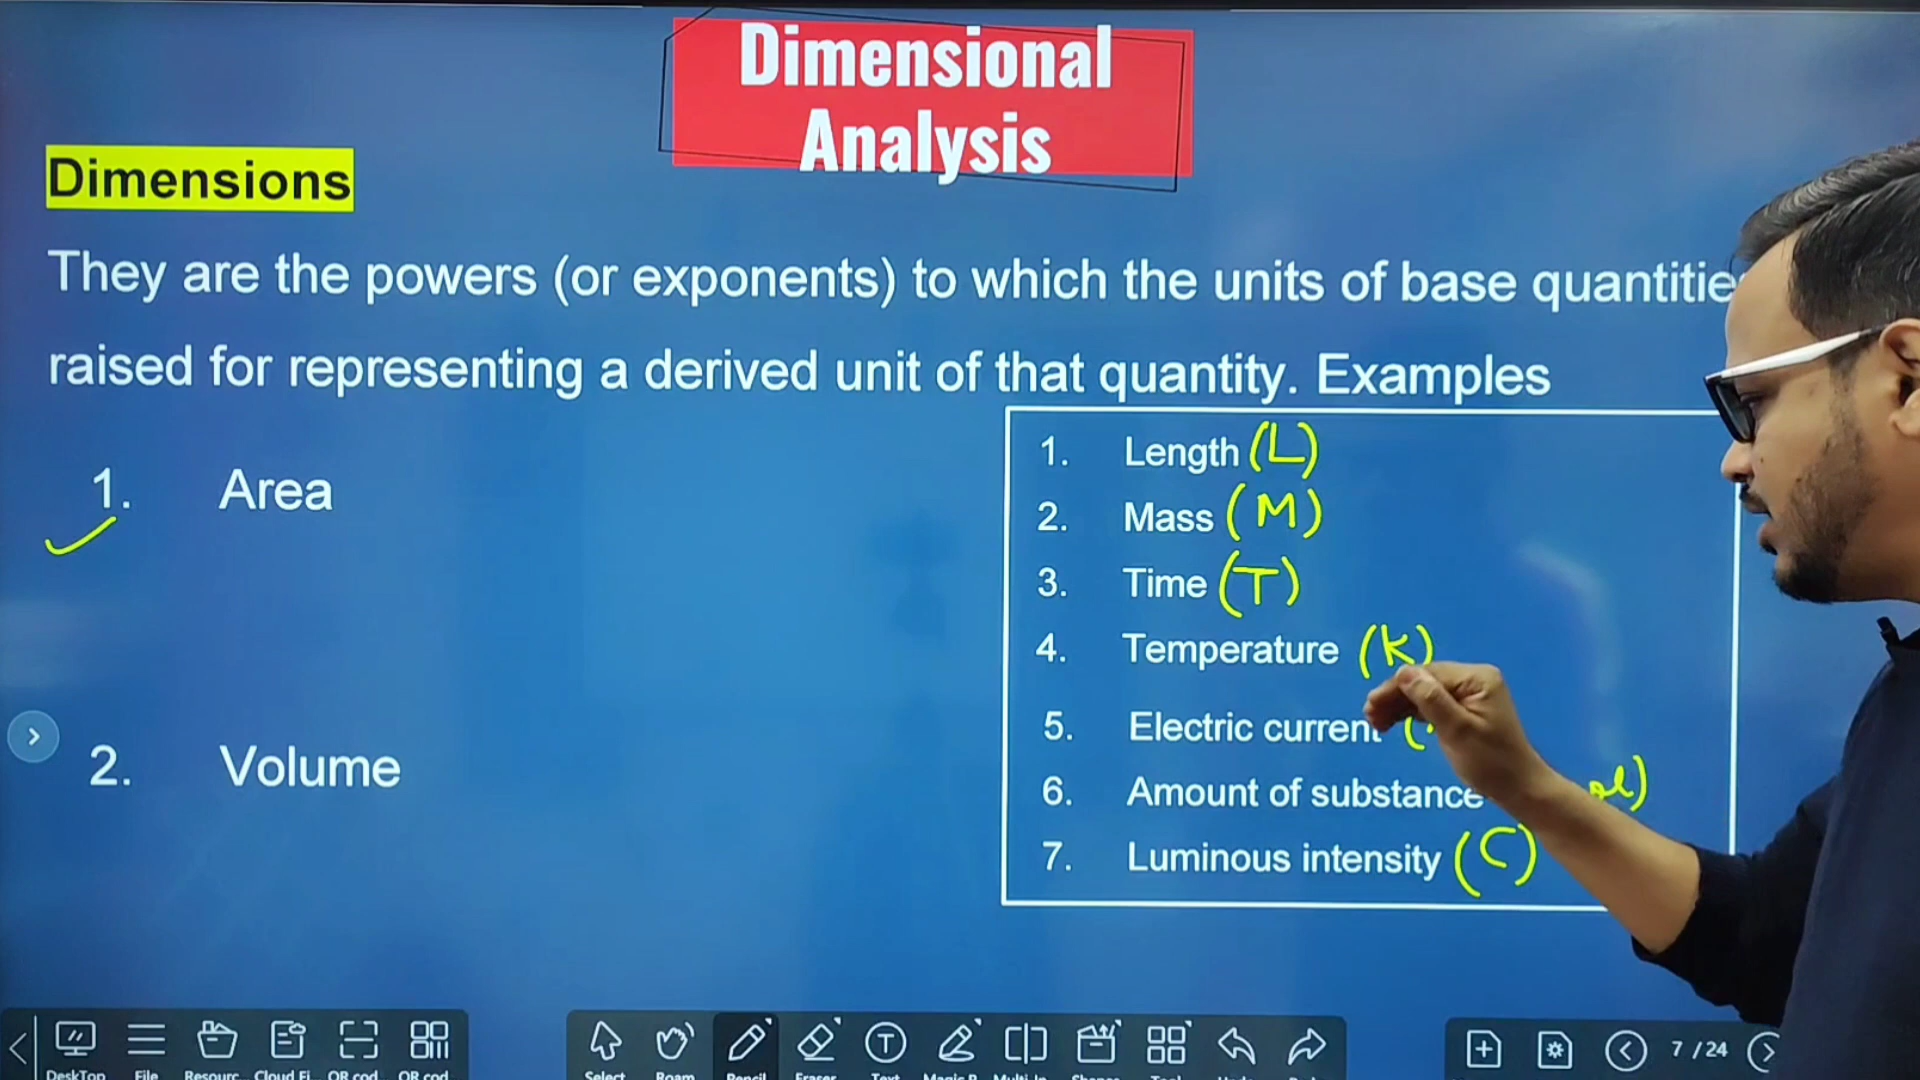 Dimensional
Analysis
Dimensions
They are the powers (or exponents) to which the units of base
raised for representing a derived unit of that quantity. Examples
1. Area
2. Volume
1. Length (L)
2. Mass (M)
3. Time (T)
4. Temperature (K)
5. Electric current (
6. Amount of substance
7. Luminous intensity (C)
DeskTop File
Select Roam Pencil Eraser Text
7 / 24